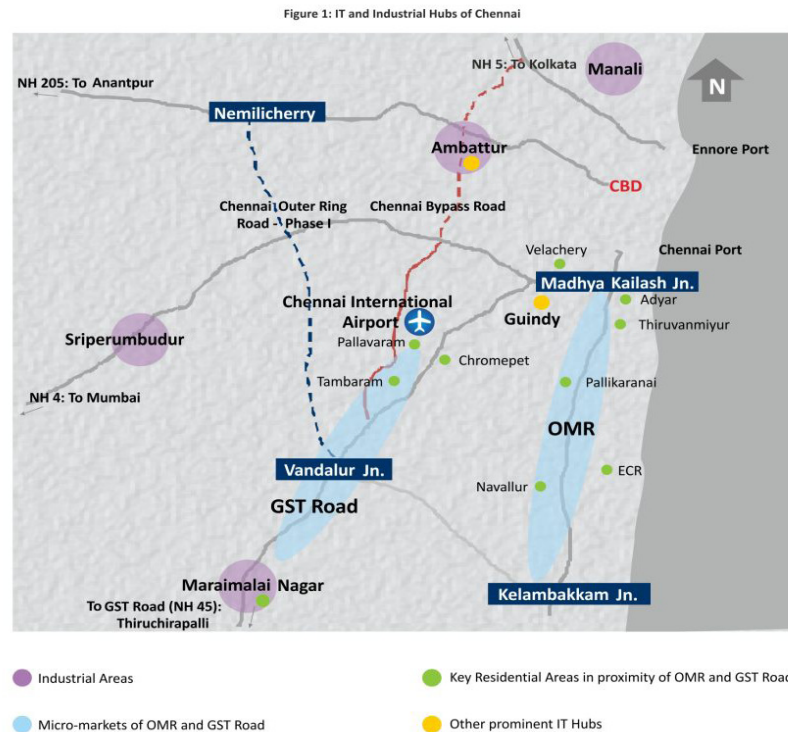 Figure 1: IT and Industrial Hubs of Chennai
NH 5: To Kolkata
Manali
N
NH 205: To Anantpur
Nemilicherry
Ambattur
Ennore Port
CBD
Chennai Outer Ring
Road - Phase I
Chennai Bypass Road
Velachery
Chennai Port
Madhya Kailash Jn.
Chennai International
Airport
Adyar
Guindy
Thiruvanmiyur
Sriperumbudur
Pallavaram
Chromepet
Tambaram
Pallikaranai
NH 4: To Mumbai
OMR
Vandalur Jn.
ECR
Navallur
GST Road
Maraimalai Nagar
Kelambakkam Jn.
To GST Road (NH 45):
Thiruchirapalli
Industrial Areas
Key Residential Areas in proximity of OMR and GST Road
Micro-markets of OMR and GST Road
Other prominent IT Hubs